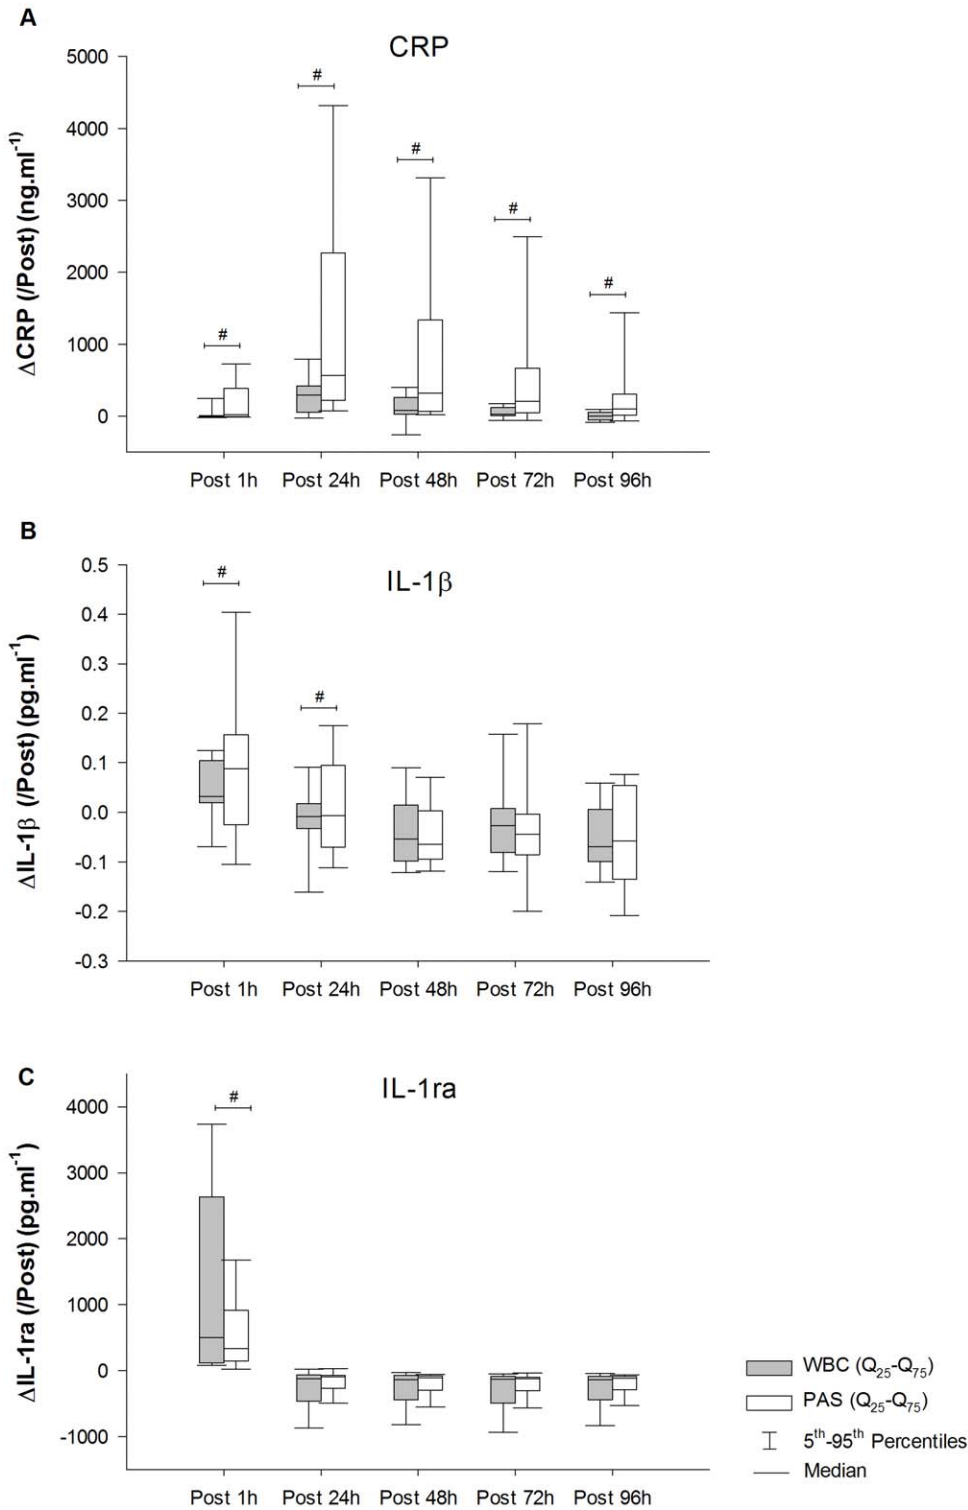 A
CRP
5000
4000
3000
2000
1000
0
ΔCRP (/Post) (ng.ml⁻¹)
#
#
#
#
#
Post 1h Post 24h Post 48h Post 72h Post 96h
B
IL-1β
0.5
0.4
0.3
0.2
0.1
0.0
-0.1
-0.2
-0.3
ΔIL-1β (/Post) (pg.ml⁻¹)
#
#
Post 1h Post 24h Post 48h Post 72h Post 96h
C
IL-1ra
4000
3000
2000
1000
0
-1000
ΔIL-1ra (/Post) (pg.ml⁻¹)
#
Post 1h Post 24h Post 48h Post 72h Post 96h
WBC (Q₂₅-Q₇₅)
PAS (Q₂₅-Q₇₅)
5ᵗʰ-95ᵗʰ Percentiles
Median